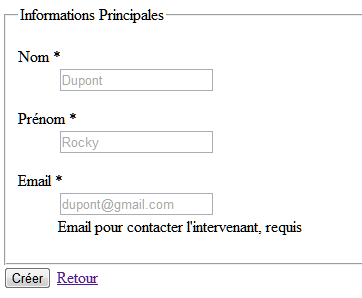 Informations Principales
Nom *
Dupont
Prénom *
Rocky
Email *
dupont@gmail.com
Email pour contacter l'intervenant, requis
Créer Retour